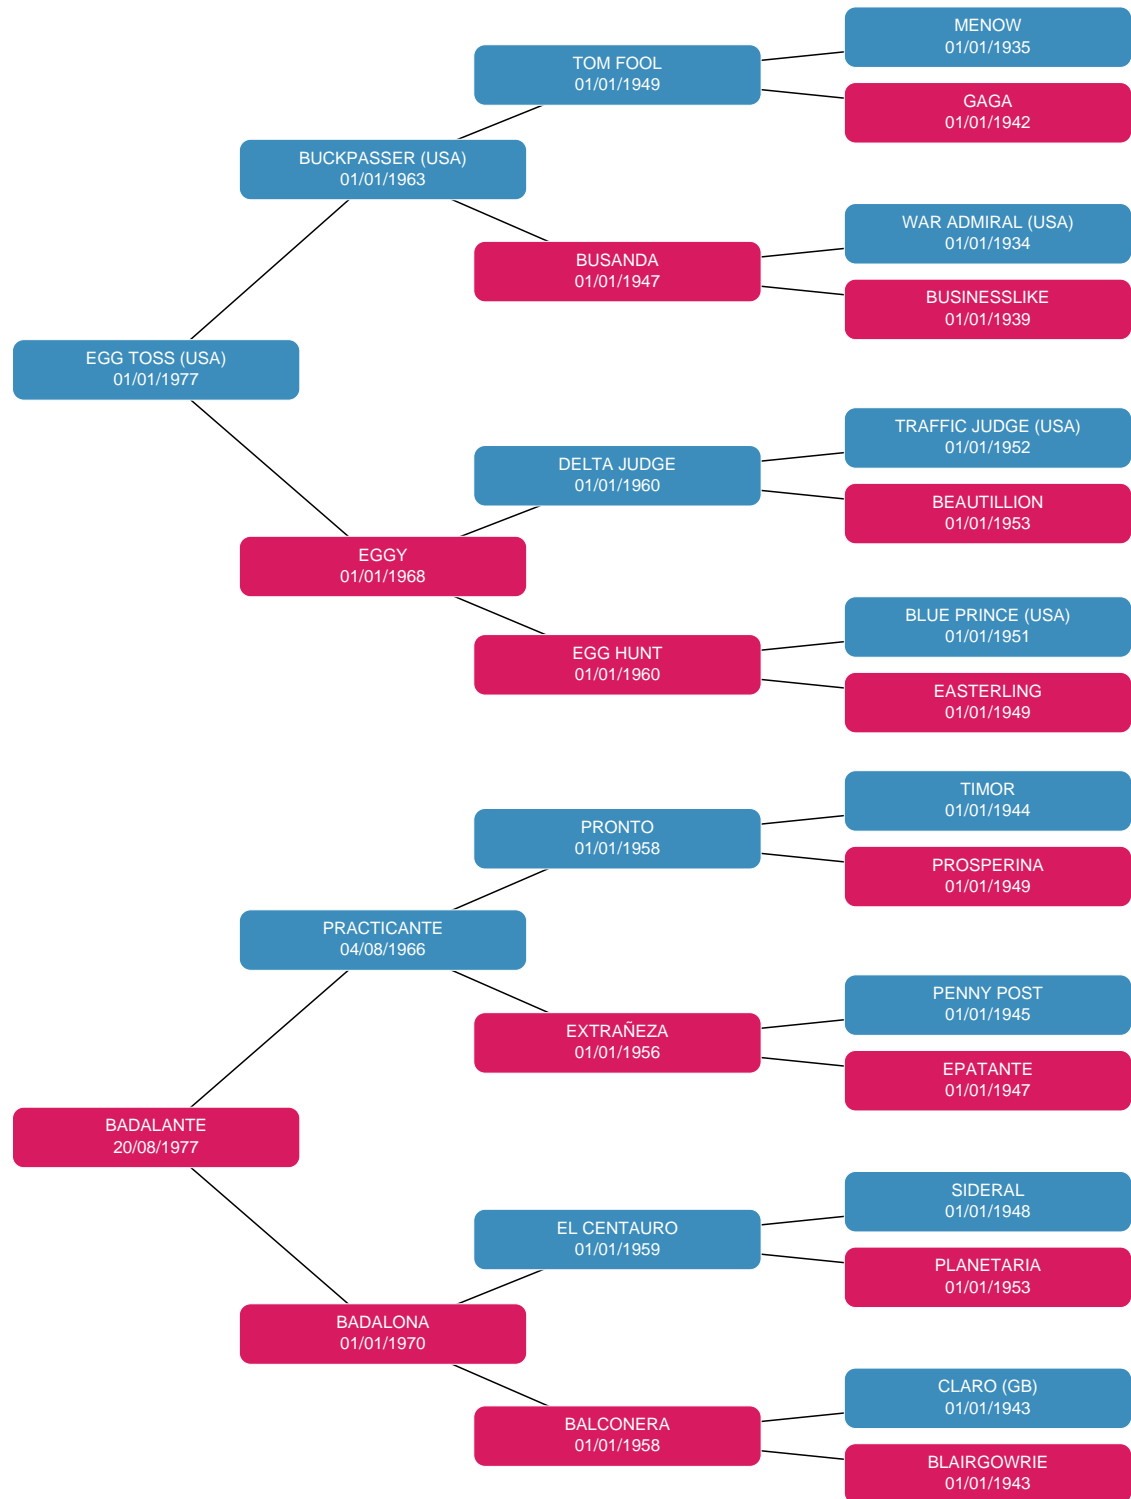 MENOW
01/01/1935
TOM FOOL
01/01/1949
GAGA
01/01/1942
BUCKPASSER (USA)
01/01/1963
WAR ADMIRAL (USA)
01/01/1934
BUSANDA
01/01/1947
BUSINESSLIKE
01/01/1939
EGG TOSS (USA)
01/01/1977
TRAFFIC JUDGE (USA)
01/01/1952
DELTA JUDGE
01/01/1960
BEAUTILLION
01/01/1953
EGGY
01/01/1968
BLUE PRINCE (USA)
01/01/1951
EGG HUNT
01/01/1960
EASTERLING
01/01/1949
TIMOR
01/01/1944
PRONTO
01/01/1958
PROSPERINA
01/01/1949
PRACTICANTE
04/08/1966
PENNY POST
01/01/1945
EXTRAÑEZA
01/01/1956
EPATANTE
01/01/1947
BADALANTE
20/08/1977
SIDERAL
01/01/1948
EL CENTAURO
01/01/1959
PLANETARIA
01/01/1953
BADALONA
01/01/1970
CLARO (GB)
01/01/1943
BALCONERA
01/01/1958
BLAIRGOWRIE
01/01/1943